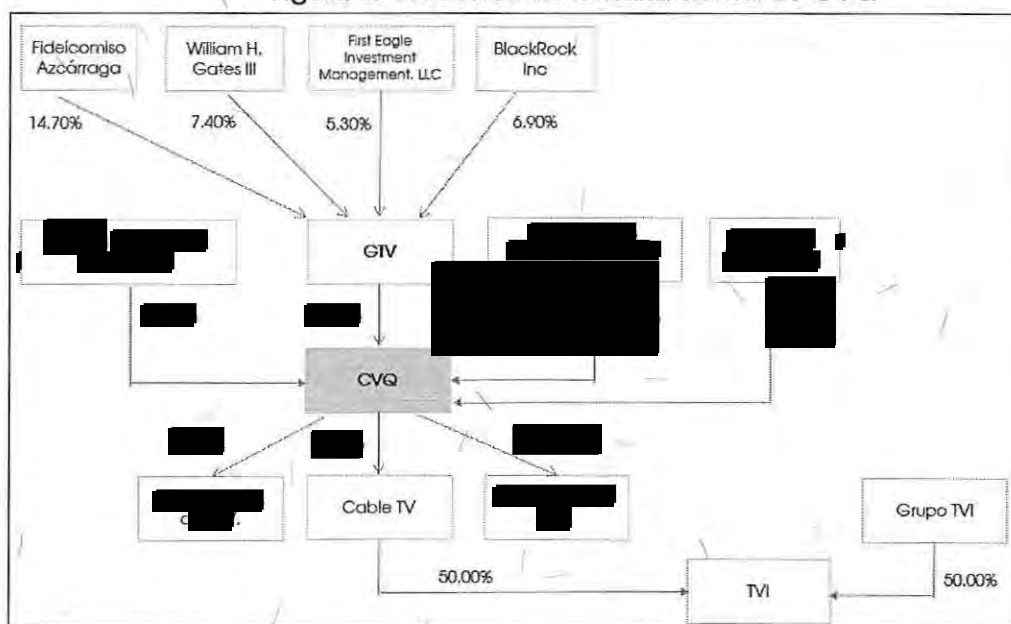 Fideicomiso
Azcárraga
William H.
Gates III
First Eagle
Investment
Management, LLC
BlackRock
Inc
14.70%
7.40%
5.30%
6.90%
GTV
CVQ
Cable TV
Grupo TVI
50.00%
TVI
50.00%